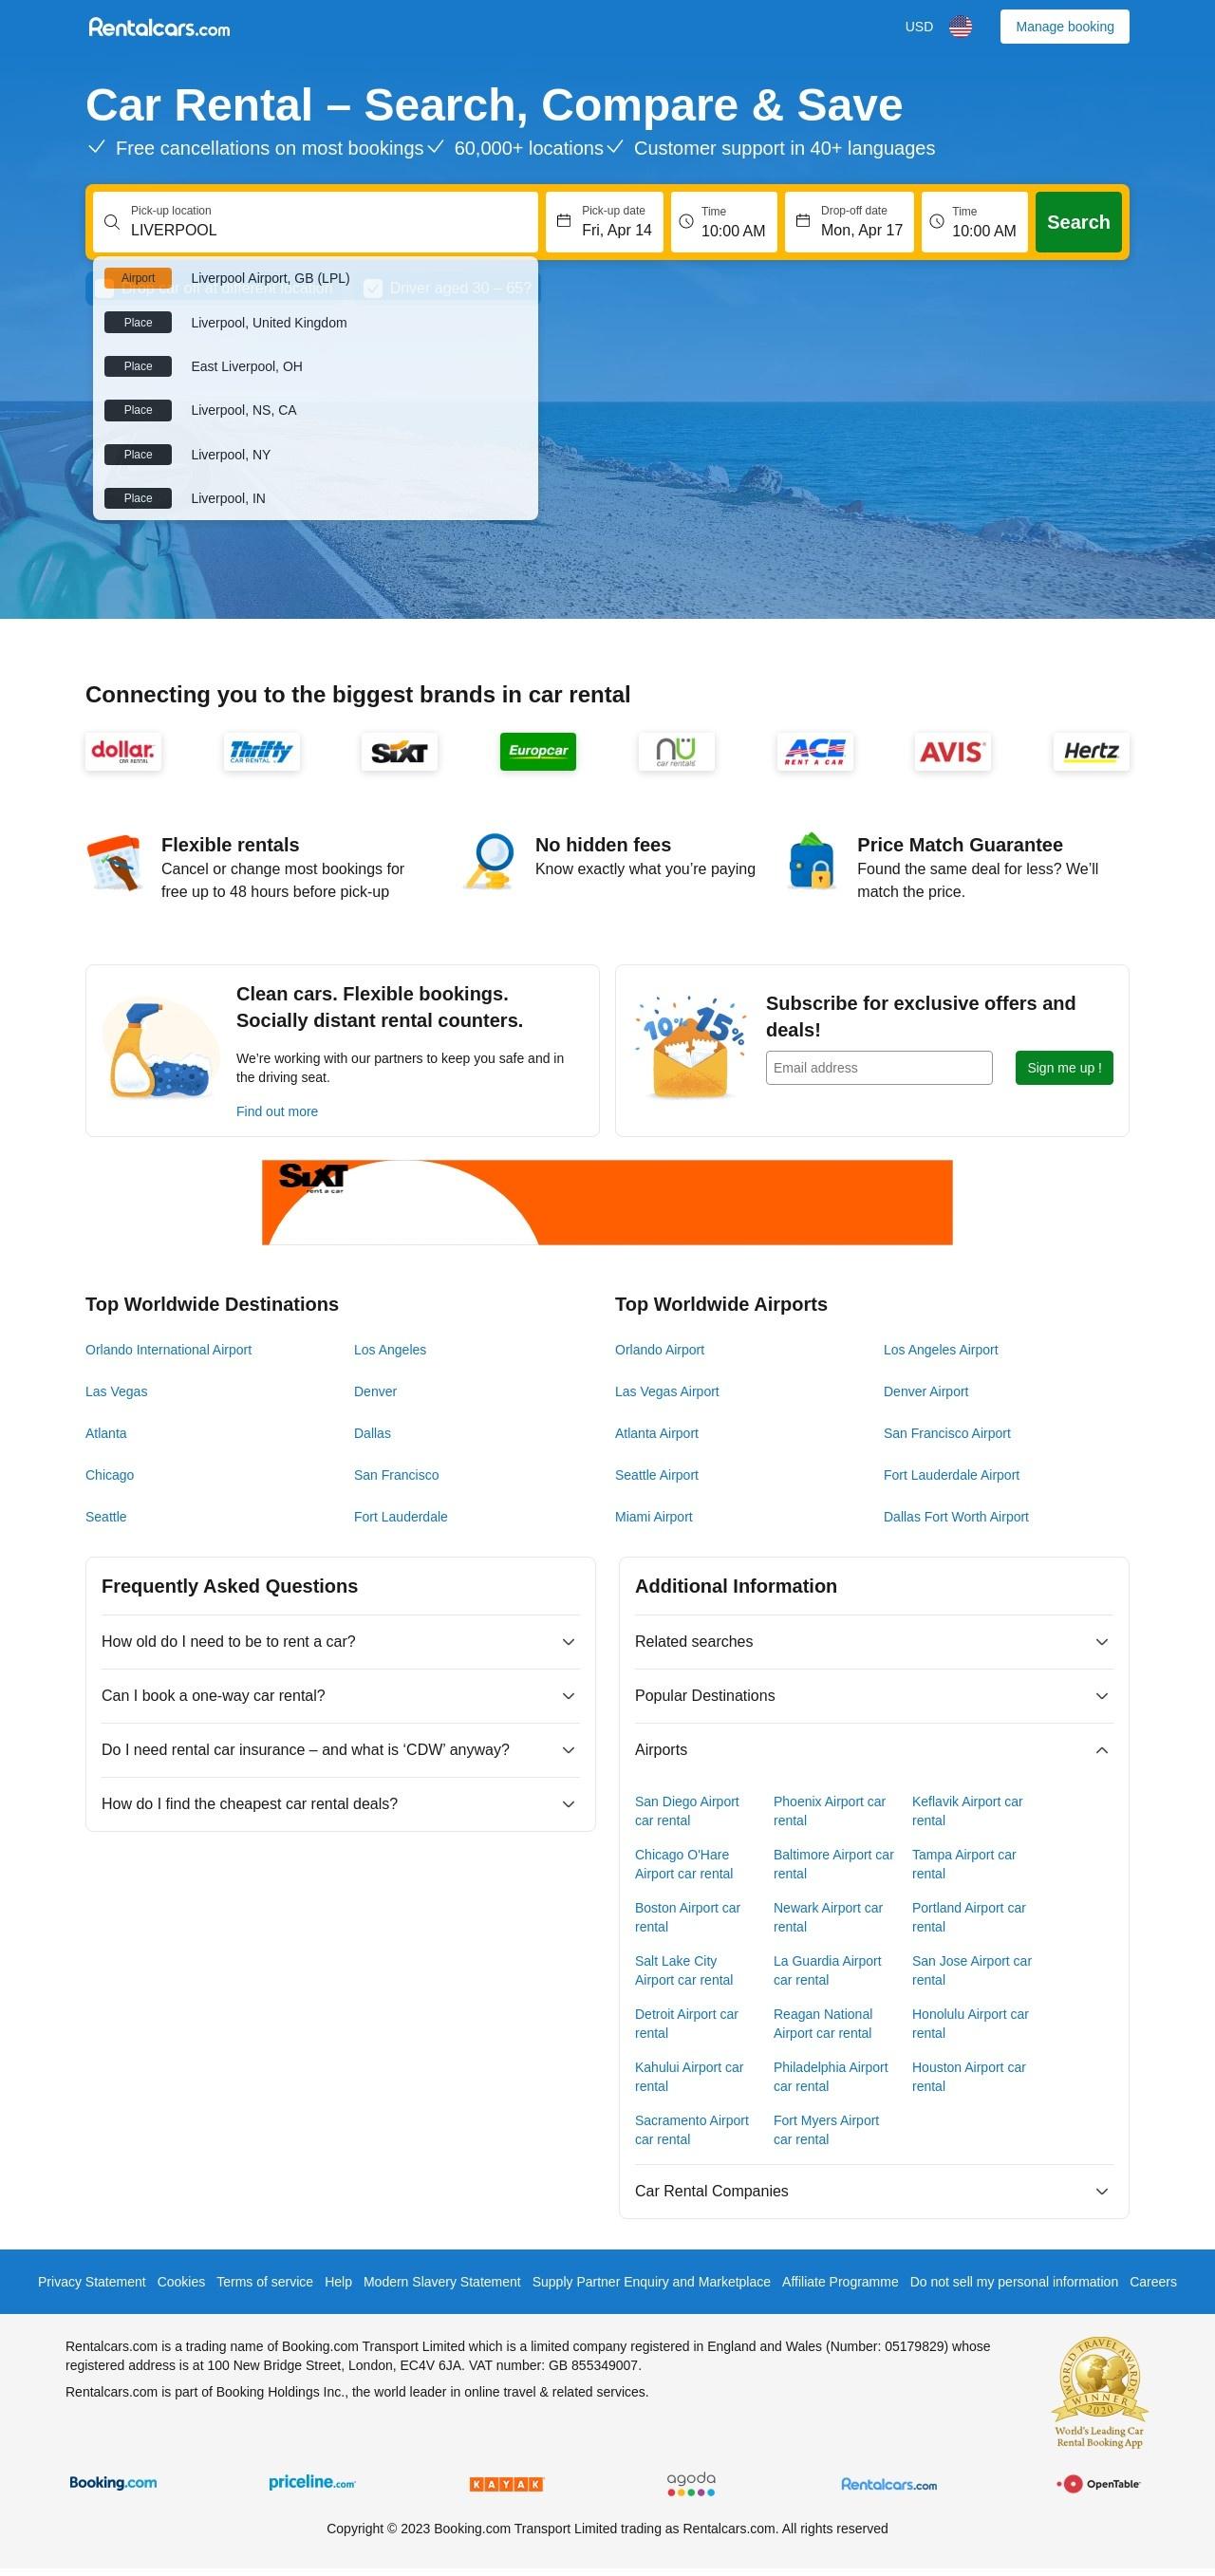 Rentalcars.com
USD
Manage booking
Car Rental – Search, Compare & Save
Free cancellations on most bookings 60,000+ locations Customer support in 40+ languages
Pick-up location
LIVERPOOL
Pick-up date
Fri, Apr 14
Time
10:00 AM
Drop-off date
Mon, Apr 17
Time
10:00 AM
Search
Airport Liverpool Airport, GB (LPL)
Drop car off at different location Driver aged 30 – 65?
Place Liverpool, United Kingdom
Place East Liverpool, OH
Place Liverpool, NS, CA
Place Liverpool, NY
Place Liverpool, IN
Connecting you to the biggest brands in car rental
dollar.
CAR RENTAL
Thrifty
CAR RENTAL
SIXT
Europcar
nü
car rentals
ACE
RENT A CAR
AVIS
Hertz
Flexible rentals
Cancel or change most bookings for
free up to 48 hours before pick-up
No hidden fees
Know exactly what you’re paying
Price Match Guarantee
Found the same deal for less? We’ll
match the price.
Clean cars. Flexible bookings.
Socially distant rental counters.
We’re working with our partners to keep you safe and in
the driving seat.
Find out more
10% 15%
Subscribe for exclusive offers and
deals!
Email address
Sign me up !
SIXT
rent a car
Top Worldwide Destinations
Orlando International Airport Los Angeles
Las Vegas Denver
Atlanta Dallas
Chicago San Francisco
Seattle Fort Lauderdale
Top Worldwide Airports
Orlando Airport Los Angeles Airport
Las Vegas Airport Denver Airport
Atlanta Airport San Francisco Airport
Seattle Airport Fort Lauderdale Airport
Miami Airport Dallas Fort Worth Airport
Frequently Asked Questions
How old do I need to be to rent a car?
Can I book a one-way car rental?
Do I need rental car insurance – and what is ‘CDW’ anyway?
How do I find the cheapest car rental deals?
Additional Information
Related searches
Popular Destinations
Airports
San Diego Airport
car rental
Phoenix Airport car
rental
Keflavik Airport car
rental
Chicago O'Hare
Airport car rental
Baltimore Airport car
rental
Tampa Airport car
rental
Boston Airport car
rental
Newark Airport car
rental
Portland Airport car
rental
Salt Lake City
Airport car rental
La Guardia Airport
car rental
San Jose Airport car
rental
Detroit Airport car
rental
Reagan National
Airport car rental
Honolulu Airport car
rental
Kahului Airport car
rental
Philadelphia Airport
car rental
Houston Airport car
rental
Sacramento Airport
car rental
Fort Myers Airport
car rental
Car Rental Companies
Privacy Statement Cookies Terms of service Help Modern Slavery Statement Supply Partner Enquiry and Marketplace Affiliate Programme Do not sell my personal information Careers
Rentalcars.com is a trading name of Booking.com Transport Limited which is a limited company registered in England and Wales (Number: 05179829) whose
registered address is at 100 New Bridge Street, London, EC4V 6JA. VAT number: GB 855349007.
Rentalcars.com is part of Booking Holdings Inc., the world leader in online travel & related services.
WORLD TRAVEL AWARDS
WINNER
2020
World's Leading Car
Rental Booking App
Booking.com
priceline.com
KAYAK
agoda
Rentalcars.com
OpenTable
Copyright © 2023 Booking.com Transport Limited trading as Rentalcars.com. All rights reserved